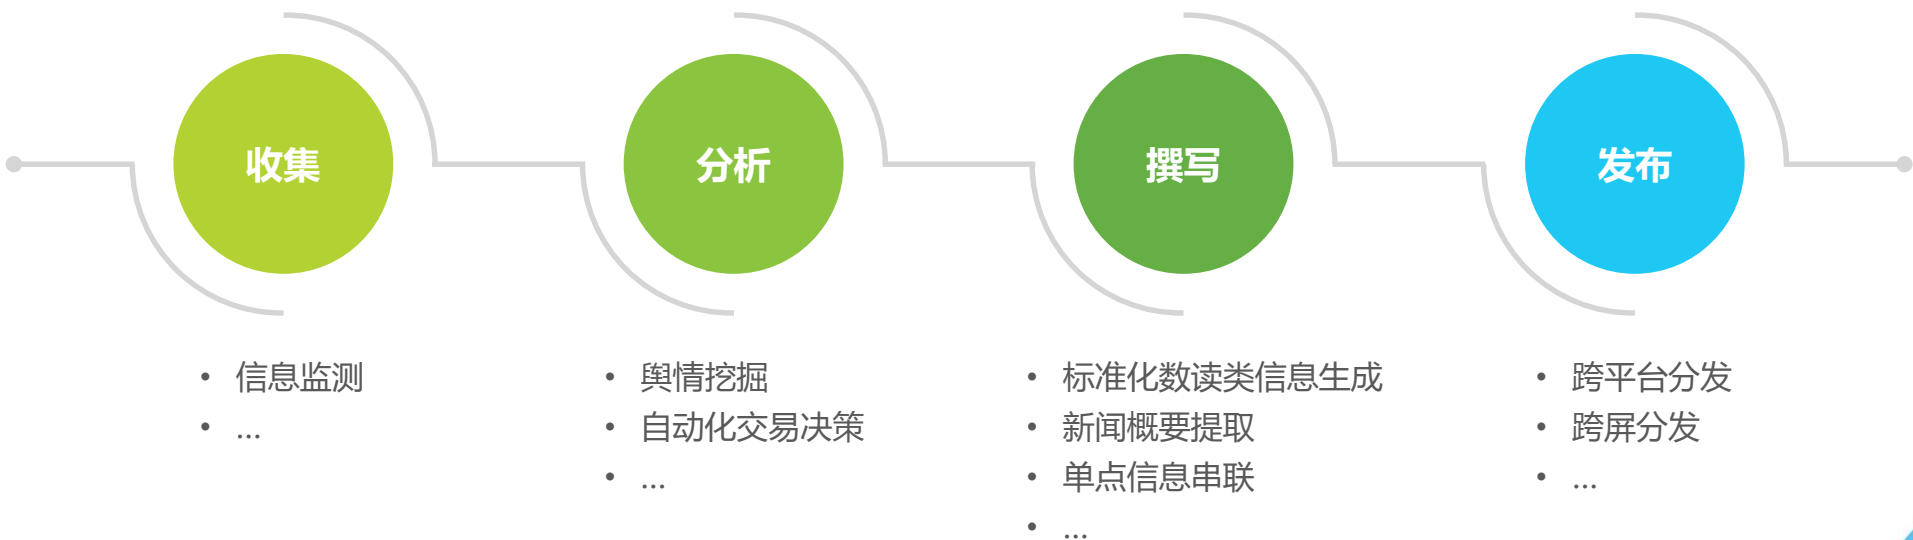 收集
分析
撰写
发布
• 信息监测
• ...
• 舆情挖掘
• 自动化交易决策
• ...
• 标准化数读类信息生成
• 新闻概要提取
• 单点信息串联
• ...
• 跨平台分发
• 跨屏分发
• ...